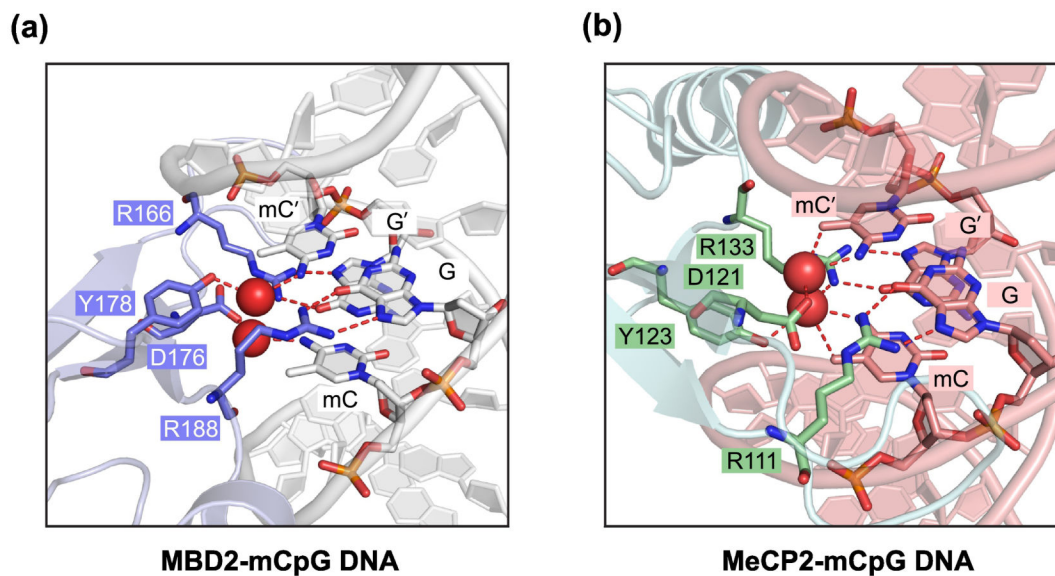 (a)
(b)
R166
mC′
G′
G
Y178
D176
R188
mC
mC′
R133
D121
G′
G
Y123
mC
R111
MBD2-mCpG DNA
MeCP2-mCpG DNA